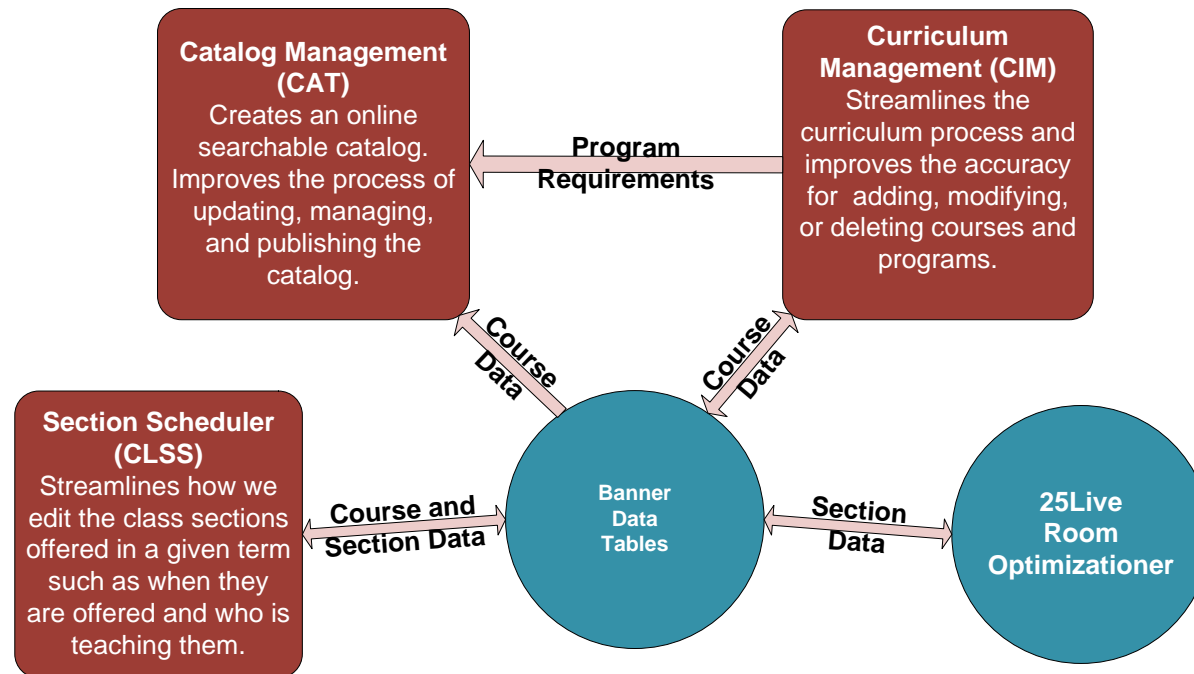 Catalog Management
(CAT)
Creates an online
searchable catalog.
Improves the process of
updating, managing,
and publishing the
catalog.
Curriculum
Management (CIM)
Streamlines the
curriculum process and
improves the accuracy
for  adding, modifying,
or deleting courses and
programs.
Program
Requirements
Course
Data
Course
Data
Section Scheduler
(CLSS)
Streamlines how we
edit the class sections
offered in a given term
such as when they
are offered and who is
teaching them.
Course and
Section Data
Banner
Data
Tables
Section
Data
25Live
Room
Optimizationer